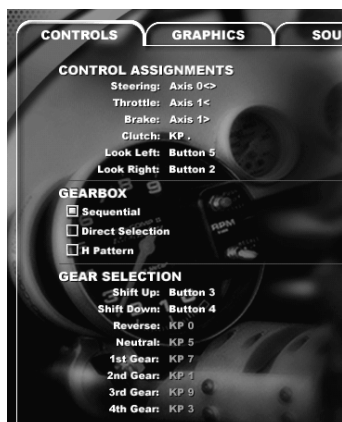 CONTROLS GRAPHICS SOU
CONTROL ASSIGNMENTS
Steering: Axis 0<>
Throttle: Axis 1<
Brake: Axis 1>
Clutch: KP .
Look Left: Button 5
Look Right: Button 2
GEARBOX
Sequential
Direct Selection
H Pattern
GEAR SELECTION
Shift Up: Button 3
Shift Down: Button 4
Reverse: KP 0
Neutral: KP 5
1st Gear: KP 7
2nd Gear: KP 1
3rd Gear: KP 9
4th Gear: KP 3